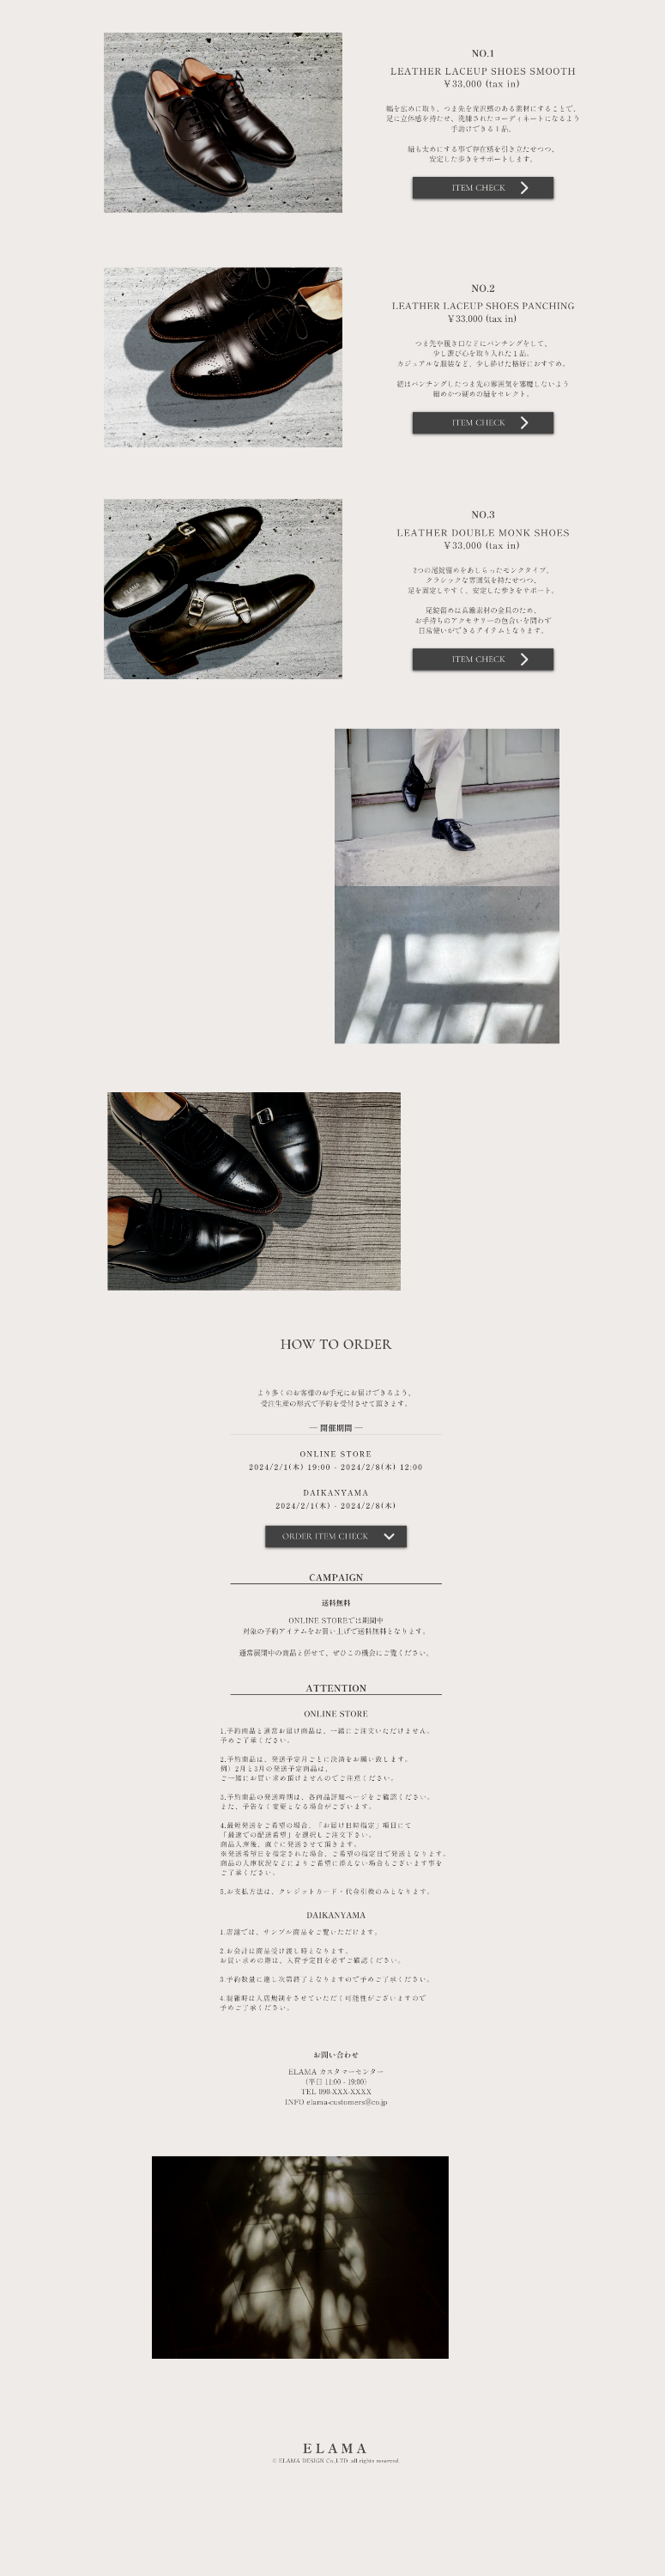 NO.1
LEATHER LACEUP SHOES SMOOTH
￥33,000 (tax in)
幅を広めに取り、つま先を光沢感のある素材にすることで、
足に立体感を持たせ、洗練されたコーディネートになるよう
手助けできる1品。
紐も太めにする事で存在感を引き立たせつつ、
安定した歩きをサポートします。
ITEM CHECK
NO.2
LEATHER LACEUP SHOES PANCHING
￥33,000 (tax in)
つま先や履き口などにパンチングをして、
少し遊び心を取り入れた１品。
カジュアルな服装など、少し砕けた格好におすすめ。
紐はパンチングしたつま先の雰囲気を邪魔しないよう
細めかつ硬めの紐をセレクト。
ITEM CHECK
NO.3
LEATHER DOUBLE MONK SHOES
￥33,000 (tax in)
2つの尾錠留めをあしらったモンクタイプ。
クラシックな雰囲気を持たせつつ、
足を固定しやすく、安定した歩きをサポート。
尾錠留めは真鍮素材の金具のため、
お手持ちのアクセサリーの色合いを問わず
日常使いができるアイテムとなります。
ITEM CHECK
ELAMA
HOW TO ORDER
より多くのお客様のお手元にお届けできるよう、
受注生産の形式で予約を受付させて頂きます。
― 開催期間 ―
ONLINE STORE
2024/2/1(木) 19:00 - 2024/2/8(木) 12:00
DAIKANYAMA
2024/2/1(木) - 2024/2/8(木)
ORDER ITEM CHECK
CAMPAIGN
送料無料
ONLINE STOREでは期間中
対象の予約アイテムをお買い上げで送料無料となります。
通常展開中の商品と併せて、ぜひこの機会にご覧ください。
ATTENTION
ONLINE STORE
1.予約商品と通常お届け商品は、一緒にご注文いただけません。
予めご了承ください。
2.予約商品は、発送予定月ごとに決済をお願い致します。
例）2月と3月の発送予定商品は、
ご一緒にお買い求め頂けませんのでご注意ください。
3.予約商品の発送時期は、各商品詳細ページをご確認ください。
また、予告なく変更となる場合がございます。
4.最短発送をご希望の場合、「お届け日時指定」項目にて
「最速での配送希望」を選択しご注文下さい。
商品入庫後、直ぐに発送させて頂きます。
※発送希望日を指定された場合、ご希望の指定日で発送となります。
商品の入庫状況などによりご希望に添えない場合もございます事を
ご了承ください。
5.お支払方法は、クレジットカード・代金引換のみとなります。
DAIKANYAMA
1.店舗では、サンプル商品をご覧いただけます。
2.お会計は商品受け渡し時となります。
お買い求めの際は、入荷予定日を必ずご確認ください。
3.予約数量に達し次第終了となりますので予めご了承ください。
4.混雑時は入店規制をさせていただく可能性がございますので
予めご了承ください。
お問い合わせ
ELAMA カスタマーセンター
（平日 11:00 - 19:00）
TEL 090-XXX-XXXX
INFO elama-customers@co.jp
ELAMA
© ELAMA DESIGN Co.LTD all rights reserved.